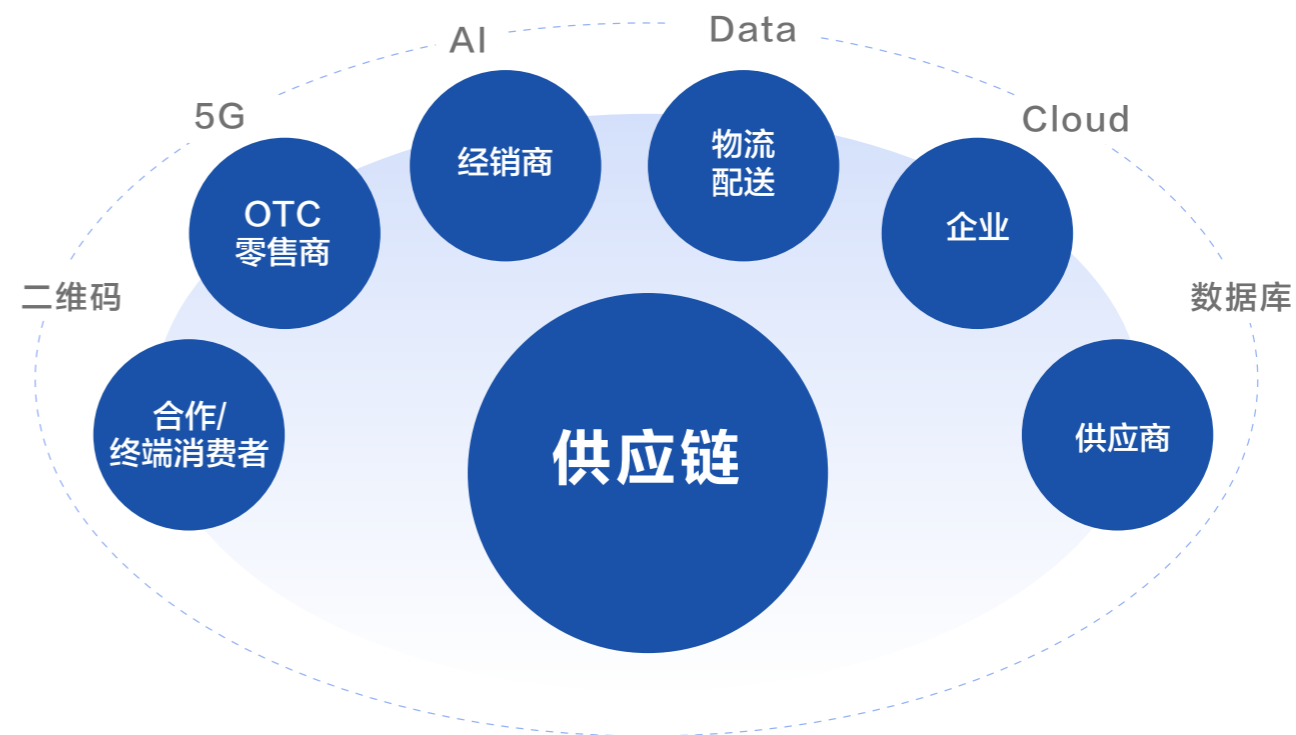 AI
Data
5G
Cloud
经销商
物流
配送
OTC
零售商
企业
二维码
数据库
合作/
终端消费者
供应商
供应链